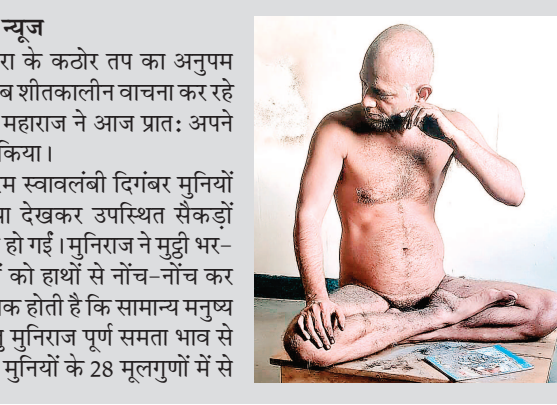 न्यूज
रा के कठोर तप का अनुपम
ब शीतकालीन वाचना कर रहे
महाराज ने आज प्रात: अपने
किया।
रम स्वावलंबी दिगंबर मुनियों
या देखकर उपस्थित सैकड़ों
हो गईं।मुनिराज ने मुट्ठी भर-
ों को हाथों से नोंच-नोंच कर
क होती है कि सामान्य मनुष्य
ु मुनिराज पूर्ण समता भाव से
मुनियों के 28 मूलगुणों में से